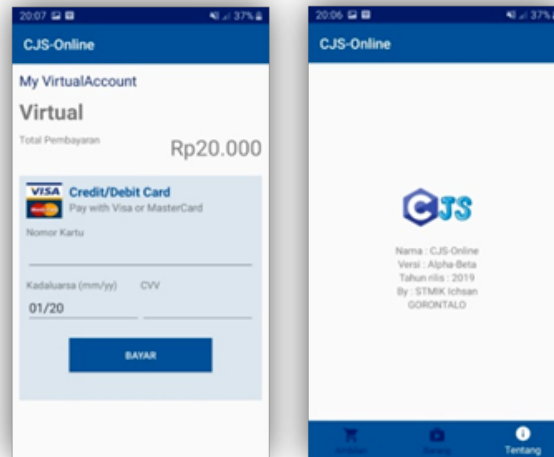 20:07 37%
CJS-Online
My VirtualAccount
Virtual
Total Pembayaran
Rp20.000
VISA Credit/Debit Card
MasterCard Pay with Visa or MasterCard
Nomor Kartu
Kadaluarsa (mm/yy) CVV
01/20
BAYAR
20:06 37%
CJS-Online
CJS
Nama : CJS-Online
Versi : Alpha-Beta
Tahun rilis : 2019
By : STMIK Ichsan
GORONTALO
Barang Tentang